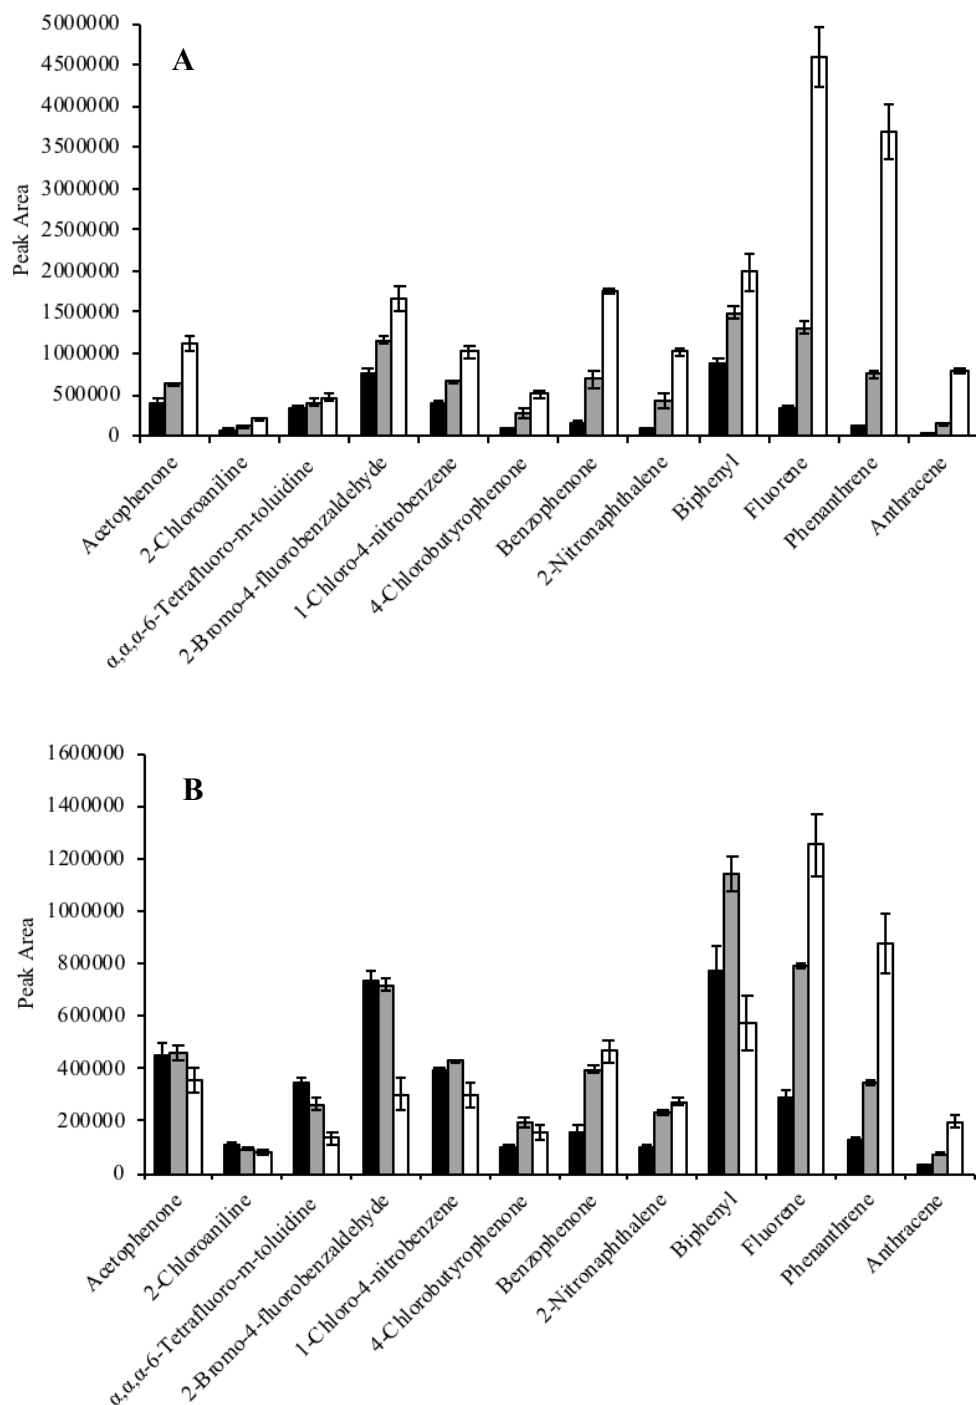 A
Peak Area
5000000
4500000
4000000
3500000
3000000
2500000
2000000
1500000
1000000
500000
0
Acetophenone
2-Chloroaniline
α,α,α-6-Tetrafluoro-m-toluidine
2-Bromo-4-fluorobenzaldehyde
1-Chloro-4-nitrobenzene
4-Chlorobutyrophenone
Benzophenone
2-Nitronaphthalene
Biphenyl
Fluorene
Phenanthrene
Anthracene
B
Peak Area
1600000
1400000
1200000
1000000
800000
600000
400000
200000
0
Acetophenone
2-Chloroaniline
α,α,α-6-Tetrafluoro-m-toluidine
2-Bromo-4-fluorobenzaldehyde
1-Chloro-4-nitrobenzene
4-Chlorobutyrophenone
Benzophenone
2-Nitronaphthalene
Biphenyl
Fluorene
Phenanthrene
Anthracene